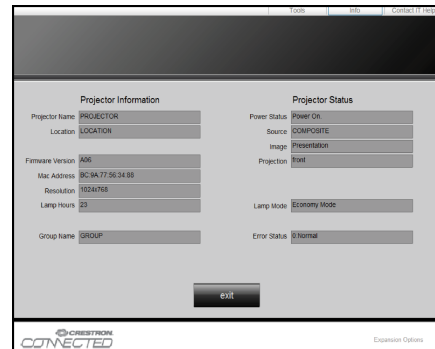 Tools Info Contact IT Help
Projector Information
Projector Name PROJECTOR
Location LOCATION
Firmware Version A06
Mac Address BC:9A:77:56:34:88
Resolution 1024x768
Lamp Hours 23
Group Name GROUP
Projector Status
Power Status Power On.
Source COMPOSITE
Image Presentation
Projection front
Lamp Mode Economy Mode
Error Status 0:Normal
exit
CRESTRON
CONNECTED
Expansion Options